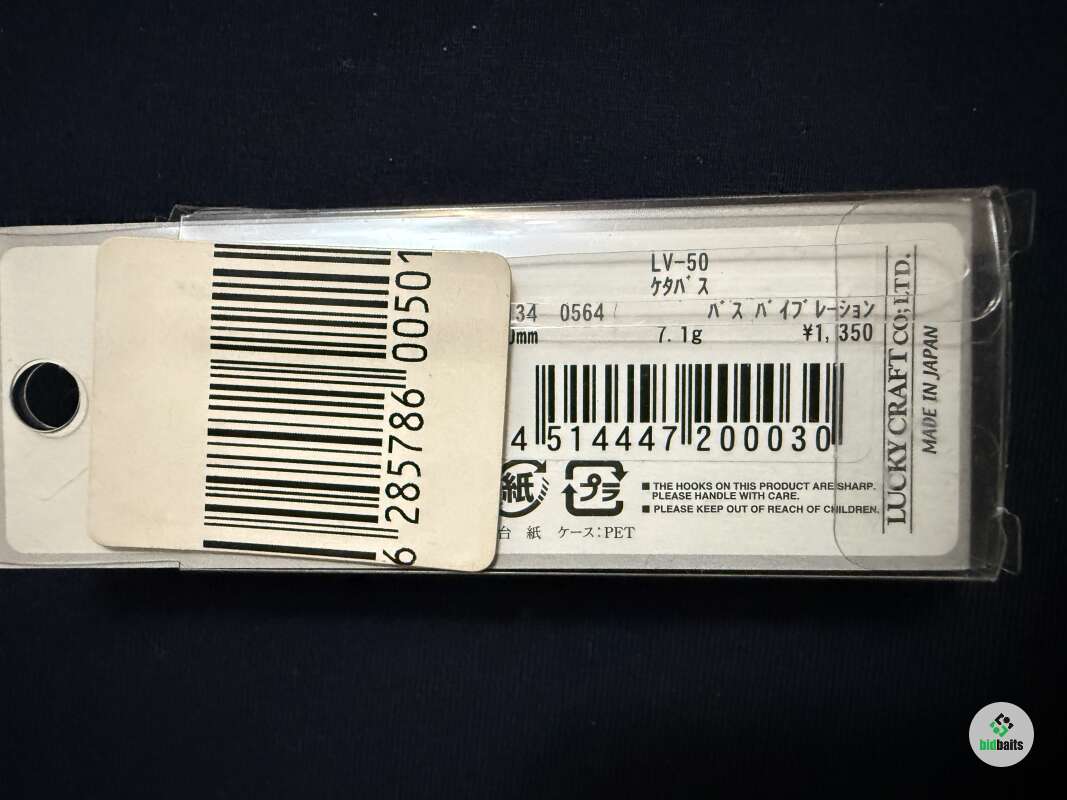 LV-50
ケタバス
134 0564
バス バイブレーション
0mm 7.1g ¥1,350
4 514447 200030
6 285786 00501
紙 プラ
台 紙 ケース:PET
■ THE HOOKS ON THIS PRODUCT ARE SHARP.
PLEASE HANDLE WITH CARE.
■ PLEASE KEEP OUT OF REACH OF CHILDREN.
LUCKY CRAFT CO;LTD.
MADE IN JAPAN
bidbaits